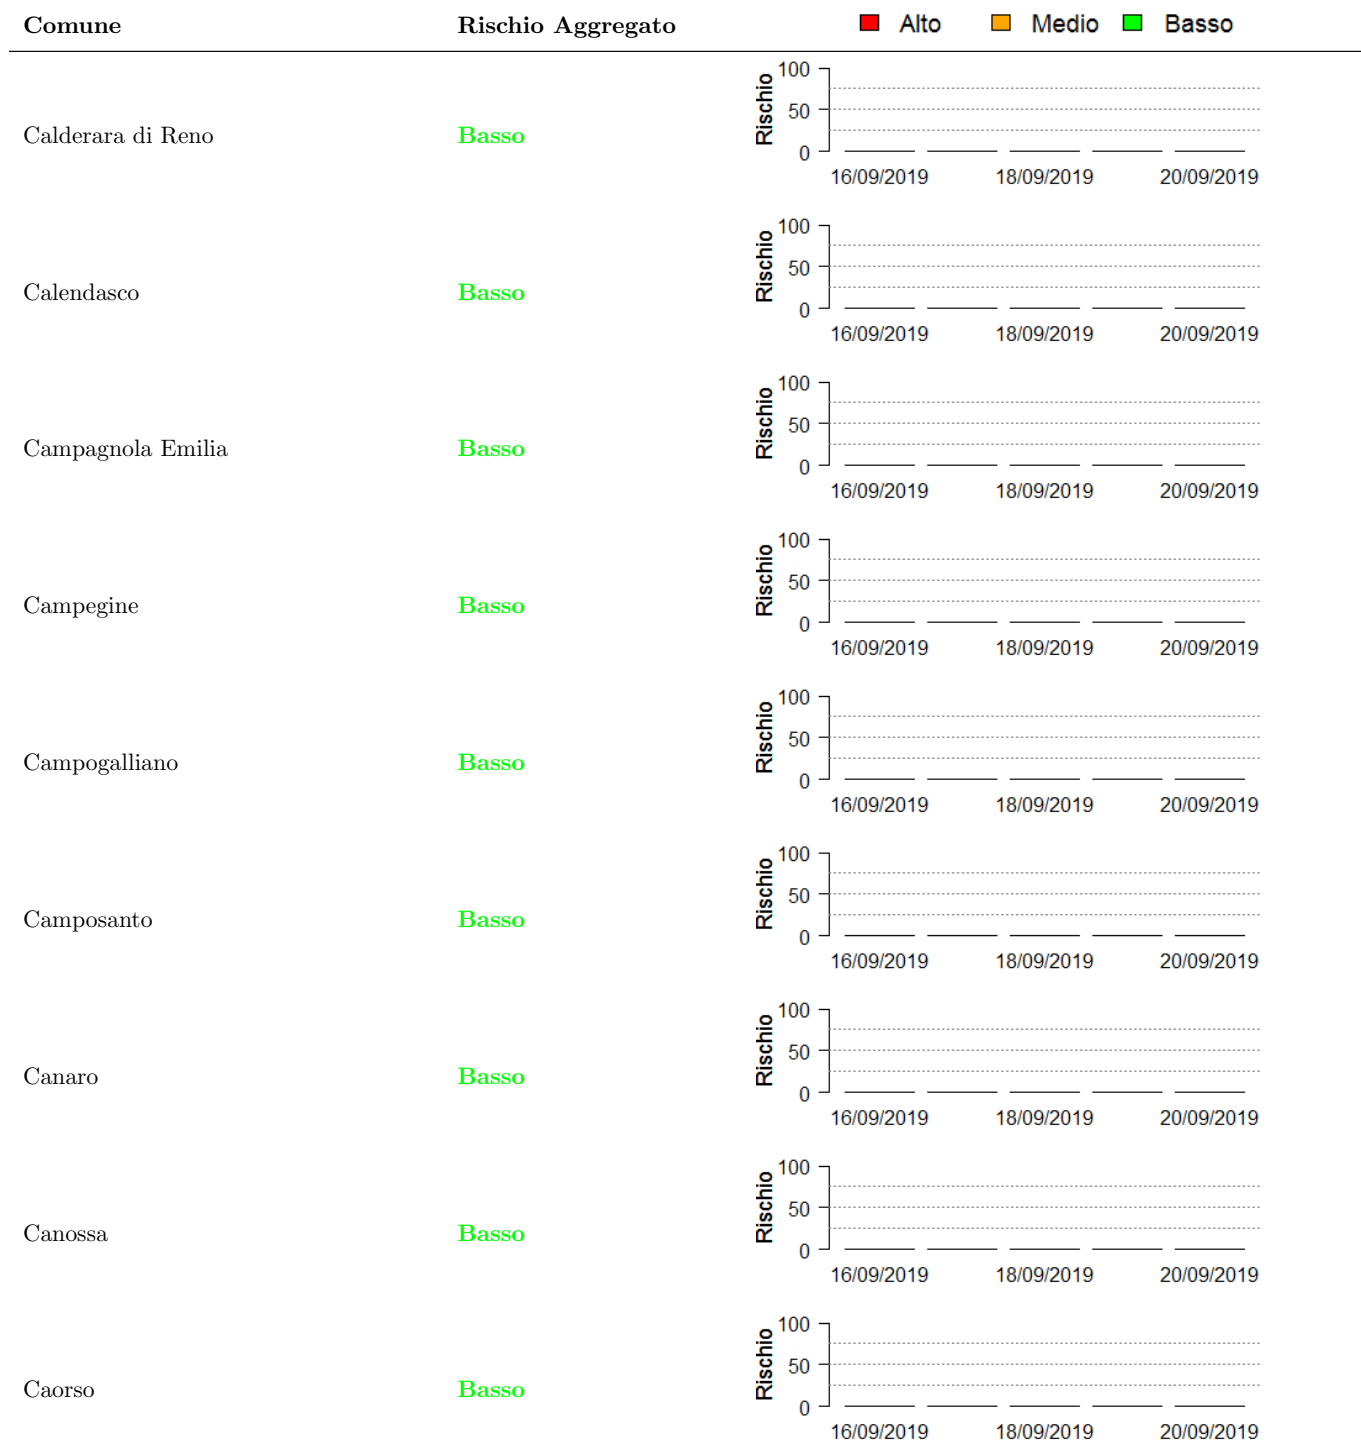 Comune Rischio Aggregato Alto Medio Basso
100
Rischio
50
Calderara di Reno Basso
0
16/09/2019 18/09/2019 20/09/2019
100
Rischio
50
Calendasco Basso
0
16/09/2019 18/09/2019 20/09/2019
100
Rischio
50
Campagnola Emilia Basso
0
16/09/2019 18/09/2019 20/09/2019
100
Rischio
50
Campegine Basso
0
16/09/2019 18/09/2019 20/09/2019
100
Rischio
50
Campogalliano Basso
0
16/09/2019 18/09/2019 20/09/2019
100
Rischio
50
Camposanto Basso
0
16/09/2019 18/09/2019 20/09/2019
100
Rischio
50
Canaro Basso
0
16/09/2019 18/09/2019 20/09/2019
100
Rischio
50
Canossa Basso
0
16/09/2019 18/09/2019 20/09/2019
100
Rischio
50
Caorso Basso
0
16/09/2019 18/09/2019 20/09/2019